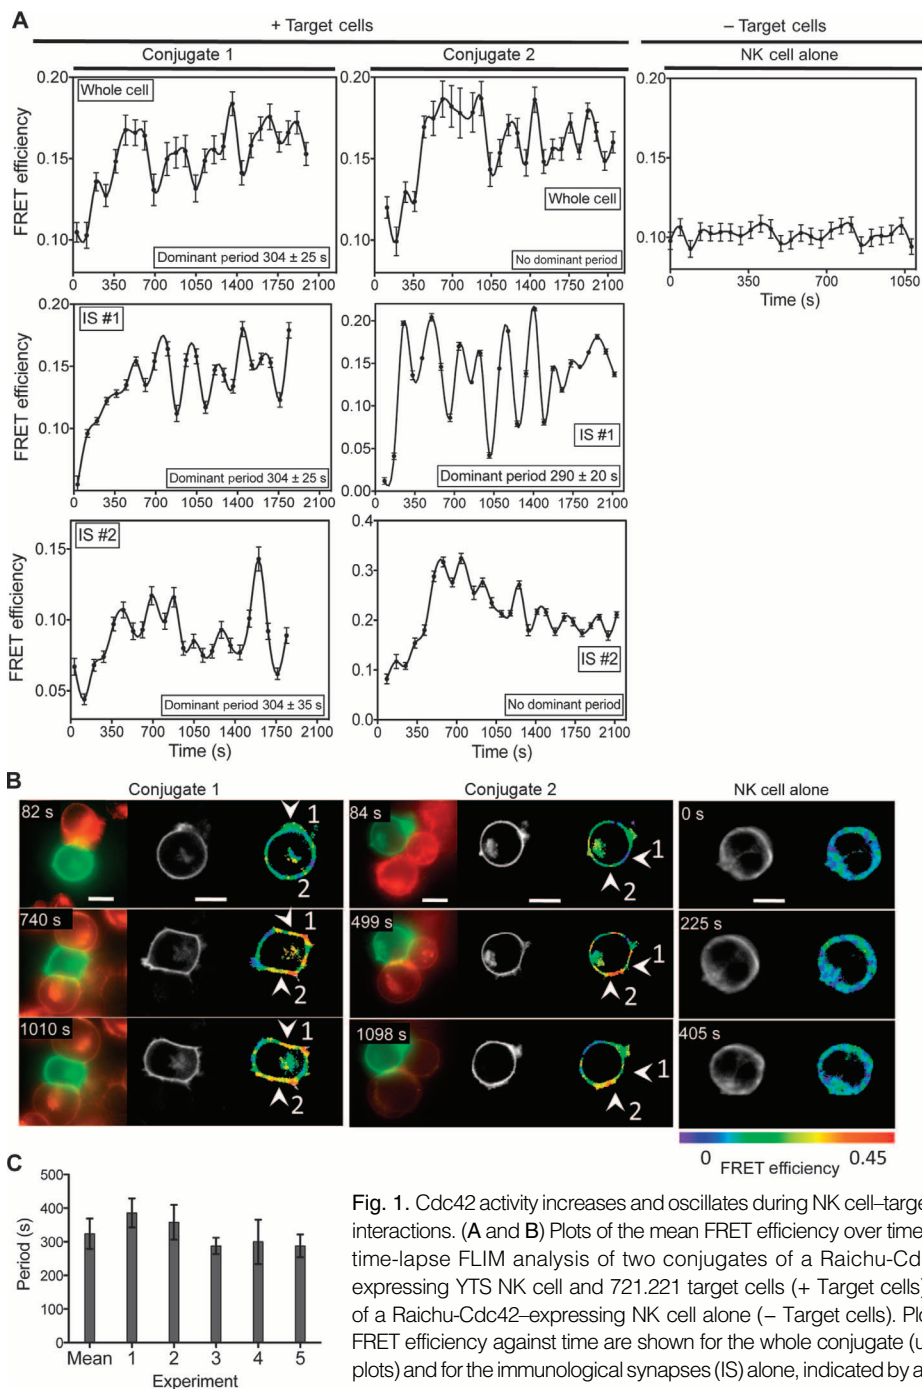 A
+ Target cells
– Target cells
Conjugate 1
Conjugate 2
NK cell alone
0.20
0.15
0.10
FRET efficiency
Whole cell
Dominant period 304 ± 25 s
0 350 700 1050 1400 1750 2100
0.20
0.15
0.10
Whole cell
No dominant period
0 350 700 1050 1400 1750 2100
0.20
0.15
0.10
0 350 700 1050
Time (s)
0.20
0.15
0.10
FRET efficiency
IS #1
Dominant period 304 ± 25 s
0 350 700 1050 1400 1750 2100
0.20
0.15
0.10
0.05
0.00
IS #1
Dominant period 290 ± 20 s
0 350 700 1050 1400 1750 2100
0.15
0.10
0.05
FRET efficiency
IS #2
Dominant period 304 ± 35 s
0 350 700 1050 1400 1750 2100
Time (s)
0.4
0.3
0.2
0.1
0.0
IS #2
No dominant period
0 350 700 1050 1400 1750 2100
Time (s)
B
Conjugate 1
Conjugate 2
NK cell alone
82 s
1
2
84 s
1
2
0 s
740 s
1
2
499 s
1
2
225 s
1010 s
1
2
1098 s
1
2
405 s
0
0.45
FRET efficiency
C
500
400
300
200
100
0
Period (s)
Mean 1 2 3 4 5
Experiment
Fig. 1. Cdc42 activity increases and oscillates during NK cell–targe
interactions. (A and B) Plots of the mean FRET efficiency over time
time-lapse FLIM analysis of two conjugates of a Raichu-Cd
expressing YTS NK cell and 721.221 target cells (+ Target cells)
of a Raichu-Cdc42–expressing NK cell alone (– Target cells). Plo
FRET efficiency against time are shown for the whole conjugate (u
plots) and for the immunological synapses (IS) alone, indicated by a